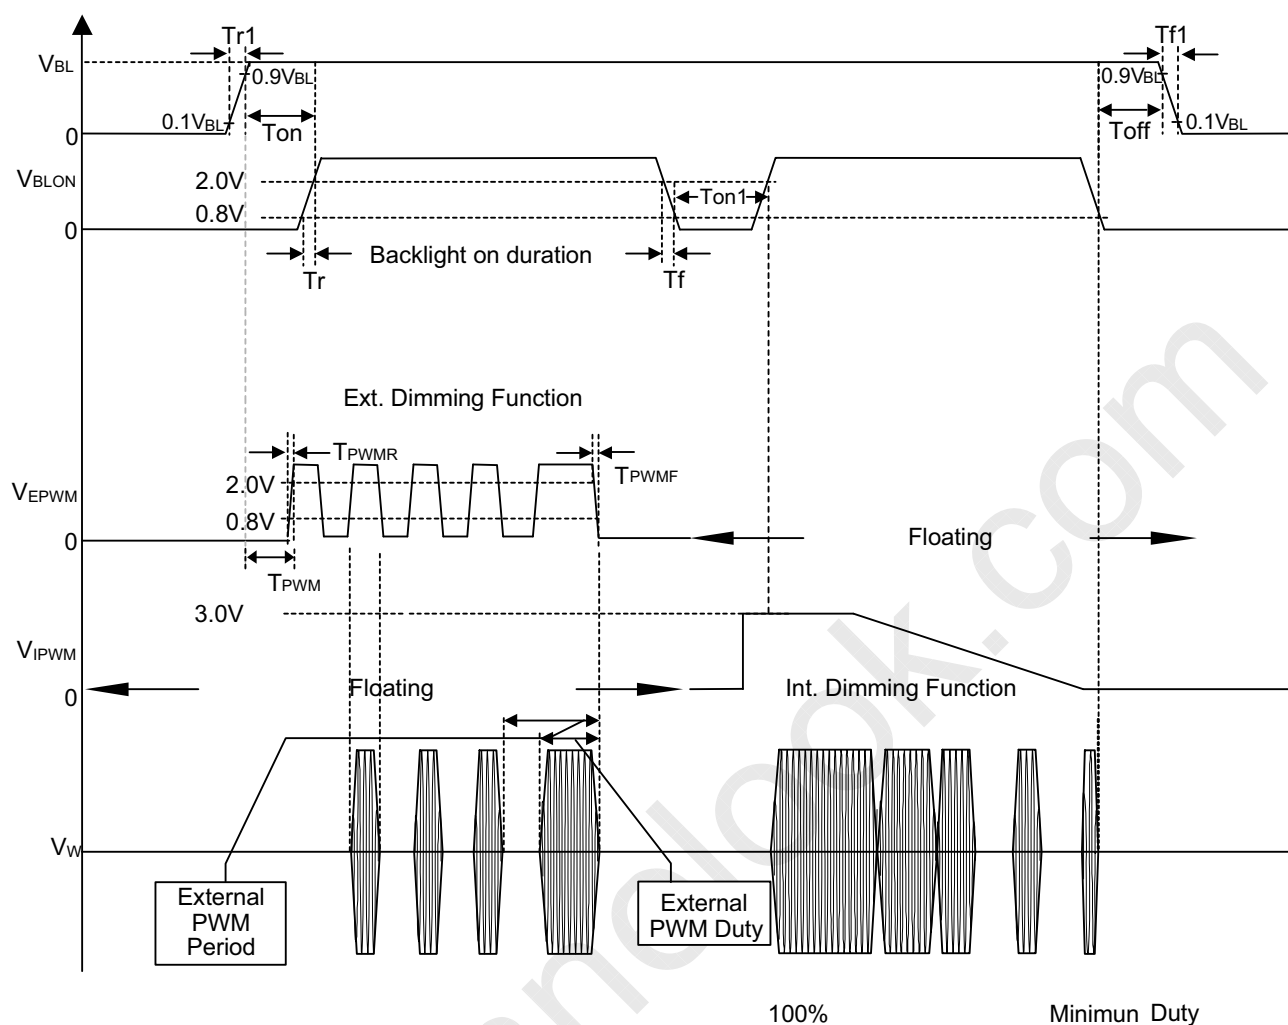 Tr1
Tf1
VBL
0.9VBL
0.9VBL
0.1VBL
Ton
Toff
0.1VBL
0
VBLON
2.0V
Ton1
0.8V
0
Backlight on duration
Tr
Tf
Ext. Dimming Function
TPWMR
TPWMF
VEPWM
2.0V
0.8V
0
Floating
TPWM
3.0V
VIPWM
0
Floating
Int. Dimming Function
VW
External
PWM
Period
External
PWM Duty
100%
Minimun Duty